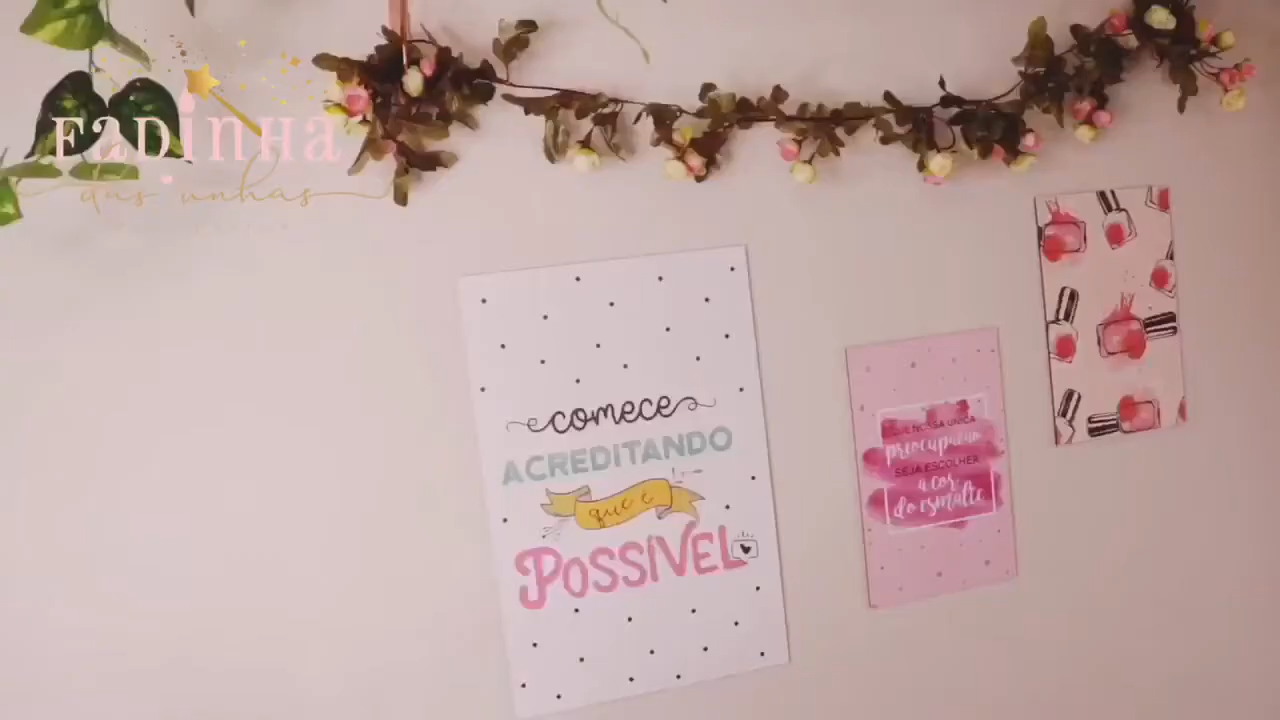 FaDINHa
das unhas
comece
ACREDITANDO
que é
POSSÍVEL
QUE NOSSA ÚNICA
preocupação
SEJA ESCOLHER
a cor
do esmalte